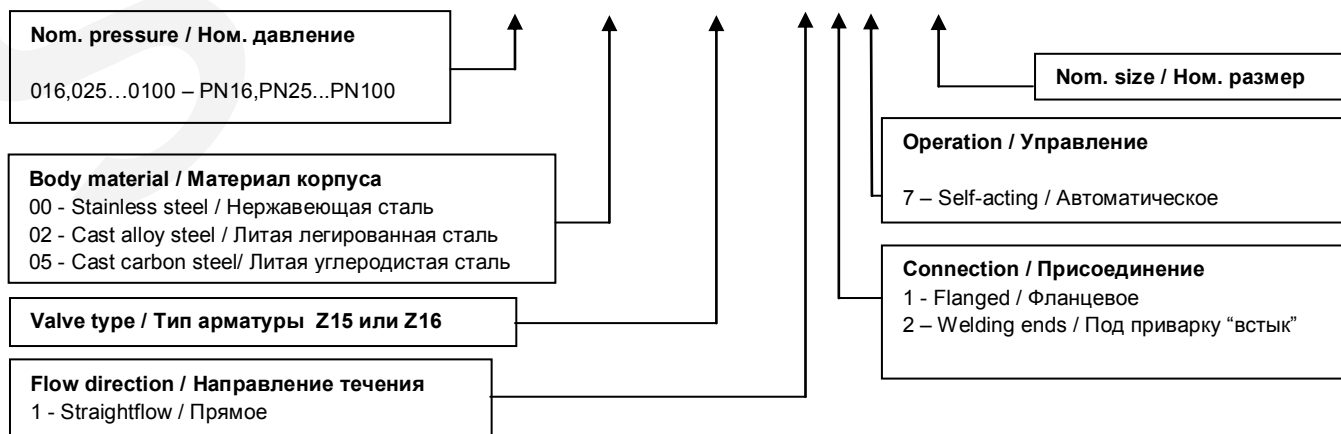 Nom. pressure / Ном. давление
016,025…0100 – PN16,PN25...PN100
Body material / Материал корпуса
00 - Stainless steel / Нержавеющая сталь
02 - Cast alloy steel / Литая легированная сталь
05 - Cast carbon steel/ Литая углеродистая сталь
Valve type / Тип арматуры Z15 или Z16
Flow direction / Направление течения
1 - Straightflow / Прямое
Nom. size / Ном. размер
Operation / Управление
7 – Self-acting / Автоматическое
Connection / Присоединение
1 - Flanged / Фланцевое
2 – Welding ends / Под приварку “встык”